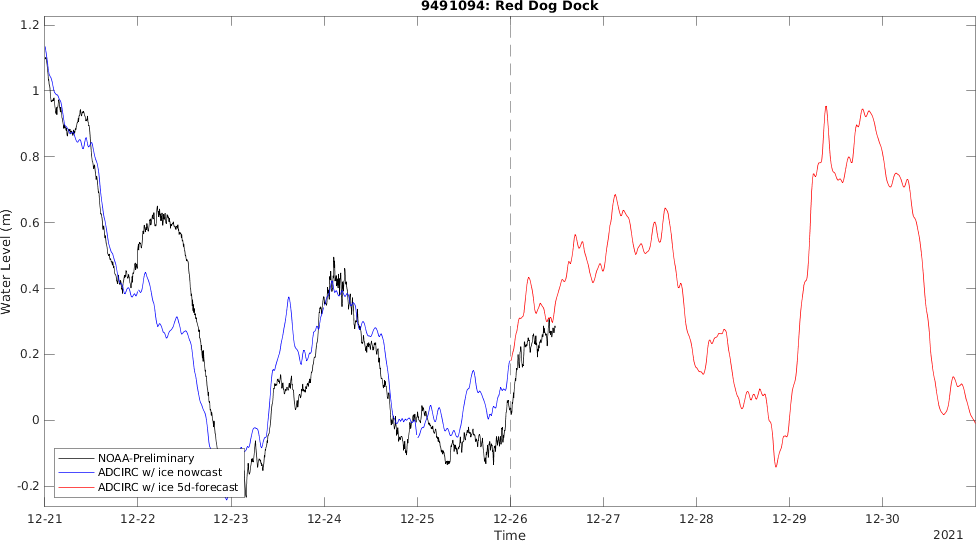 9491094: Red Dog Dock
Water Level (m)
1.2
1
0.8
0.6
0.4
0.2
0
-0.2
NOAA-Preliminary
ADCIRC w/ ice nowcast
ADCIRC w/ ice 5d-forecast
12-21 12-22 12-23 12-24 12-25 12-26 12-27 12-28 12-29 12-30
Time
2021